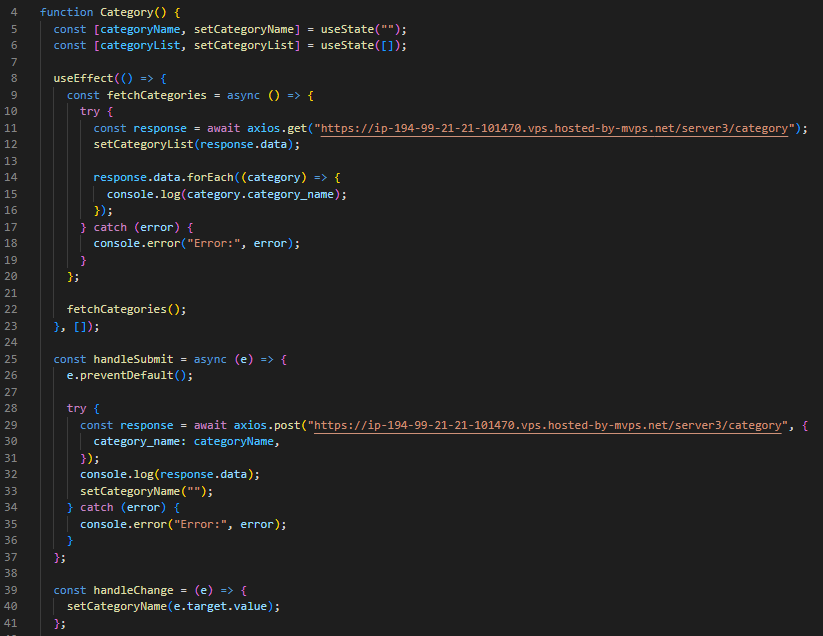 4 function Category() {
5 const [categoryName, setCategoryName] = useState("");
6 const [categoryList, setCategoryList] = useState([]);
7
8 useEffect(() => {
9 const fetchCategories = async () => {
10 try {
11 const response = await axios.get("https://ip-194-99-21-21-101470.vps.hosted-by-mvps.net/server3/category");
12 setCategoryList(response.data);
13
14 response.data.forEach((category) => {
15 console.log(category.category_name);
16 });
17 } catch (error) {
18 console.error("Error:", error);
19 }
20 };
21
22 fetchCategories();
23 }, []);
24
25 const handleSubmit = async (e) => {
26 e.preventDefault();
27
28 try {
29 const response = await axios.post("https://ip-194-99-21-21-101470.vps.hosted-by-mvps.net/server3/category", {
30 category_name: categoryName,
31 });
32 console.log(response.data);
33 setCategoryName("");
34 } catch (error) {
35 console.error("Error:", error);
36 }
37 };
38
39 const handleChange = (e) => {
40 setCategoryName(e.target.value);
41 };